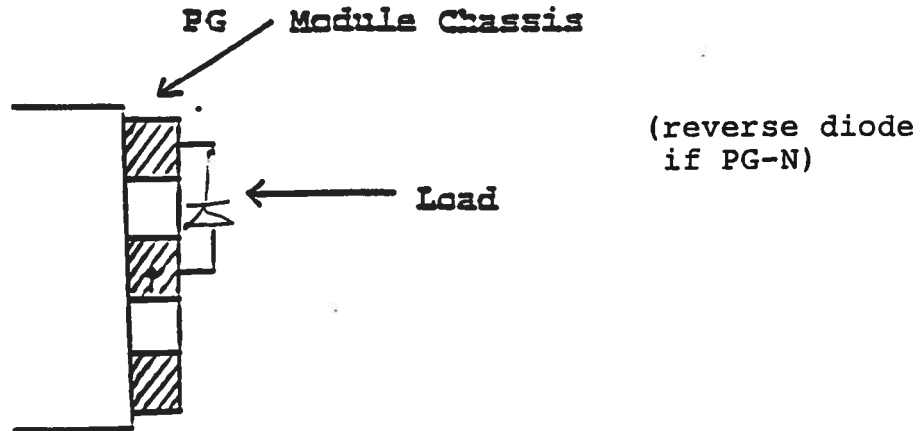 PG Module Chassis
(reverse diode
if PG-N)
Load